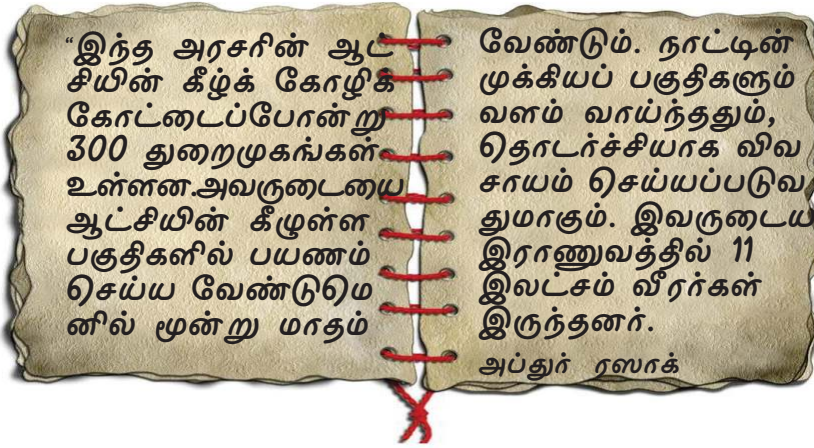 “இந்த அரசரின் ஆட்
சியின் கீழ்க் கோழிக்
கோட்டைப்போன்று
300 துறைமுகங்கள்
உள்ளன.அவருடையை
ஆட்சியின் கீழுள்ள
பகுதிகளில் பயணம்
செய்ய வேண்டுமெ
னில் மூன்று மாதம்
வேண்டும். நாட்டின்
முக்கியப் பகுதிகளும்
வளம் வாய்ந்ததும்,
தொடர்ச்சியாக விவ
சாயம் செய்யப்படுவ
துமாகும். இவருடைய
இராணுவத்தில் 11
இலட்சம் வீரர்கள்
இருந்தனர்.
அப்துர் ரஸாக்